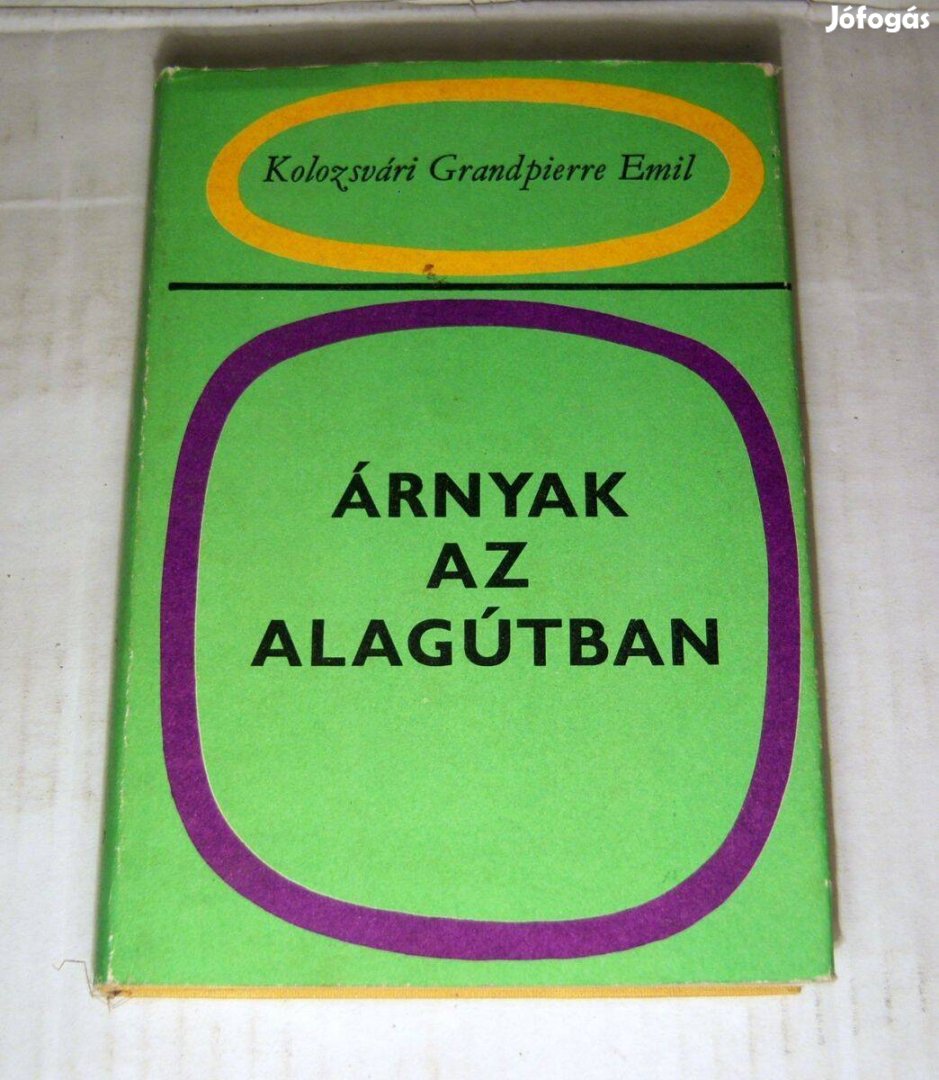 Jófogás
Kolozsvári Grandpierre Emil
ÁRNYAK
AZ
ALAGÚTBAN